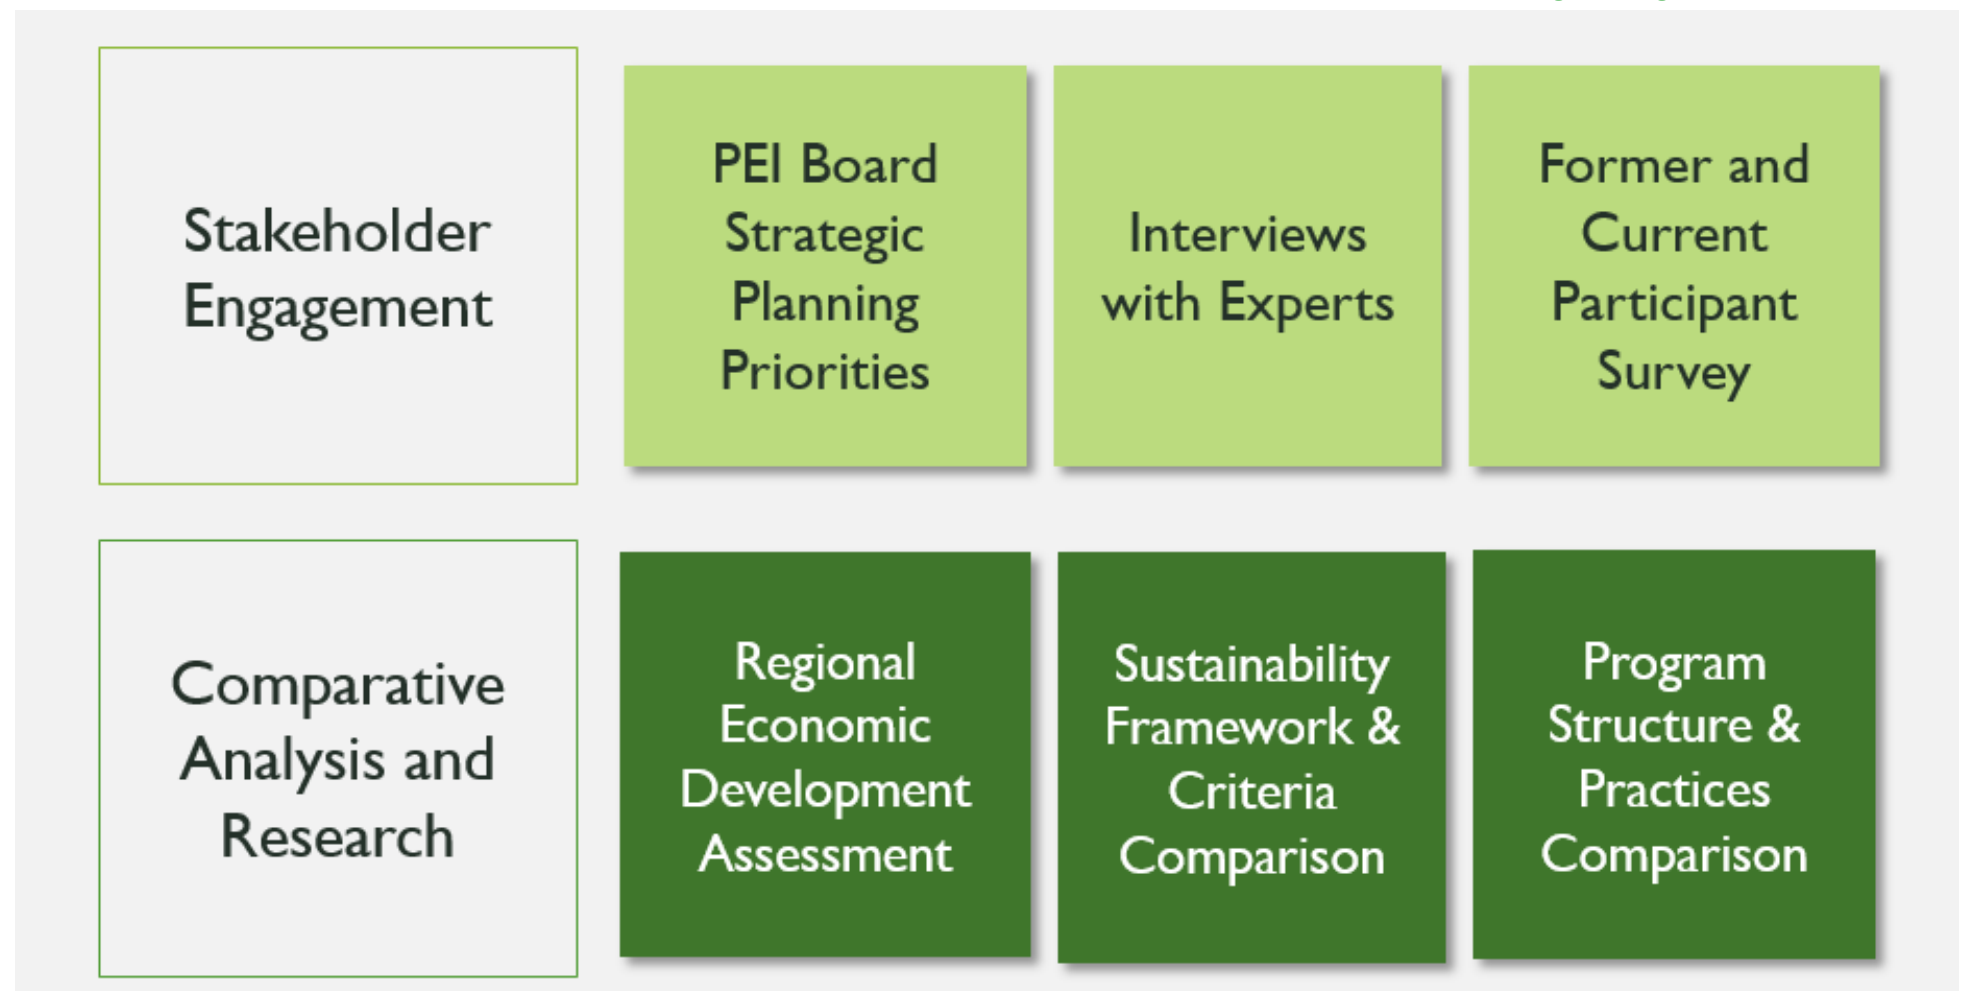 Stakeholder
Engagement
PEI Board
Strategic
Planning
Priorities
Interviews
with Experts
Former and
Current
Participant
Survey
Comparative
Analysis and
Research
Regional
Economic
Development
Assessment
Sustainability
Framework &
Criteria
Comparison
Program
Structure &
Practices
Comparison